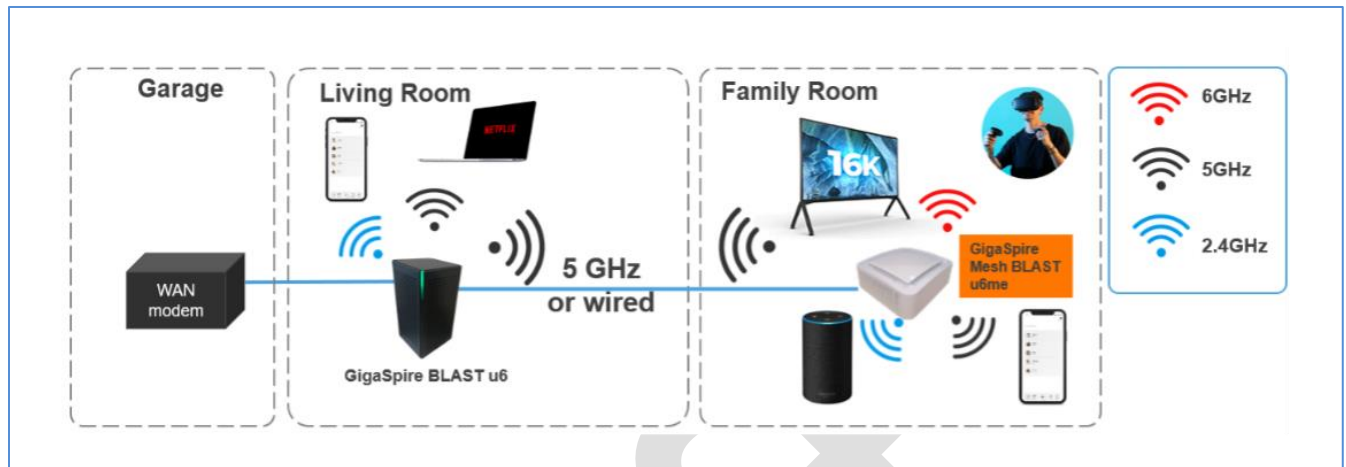 Garage
WAN
modem
Living Room
NETFLIX
GigaSpire BLAST u6
5 GHz
or wired
Family Room
16K
GigaSpire
Mesh BLAST
u6me
6GHz
5GHz
2.4GHz